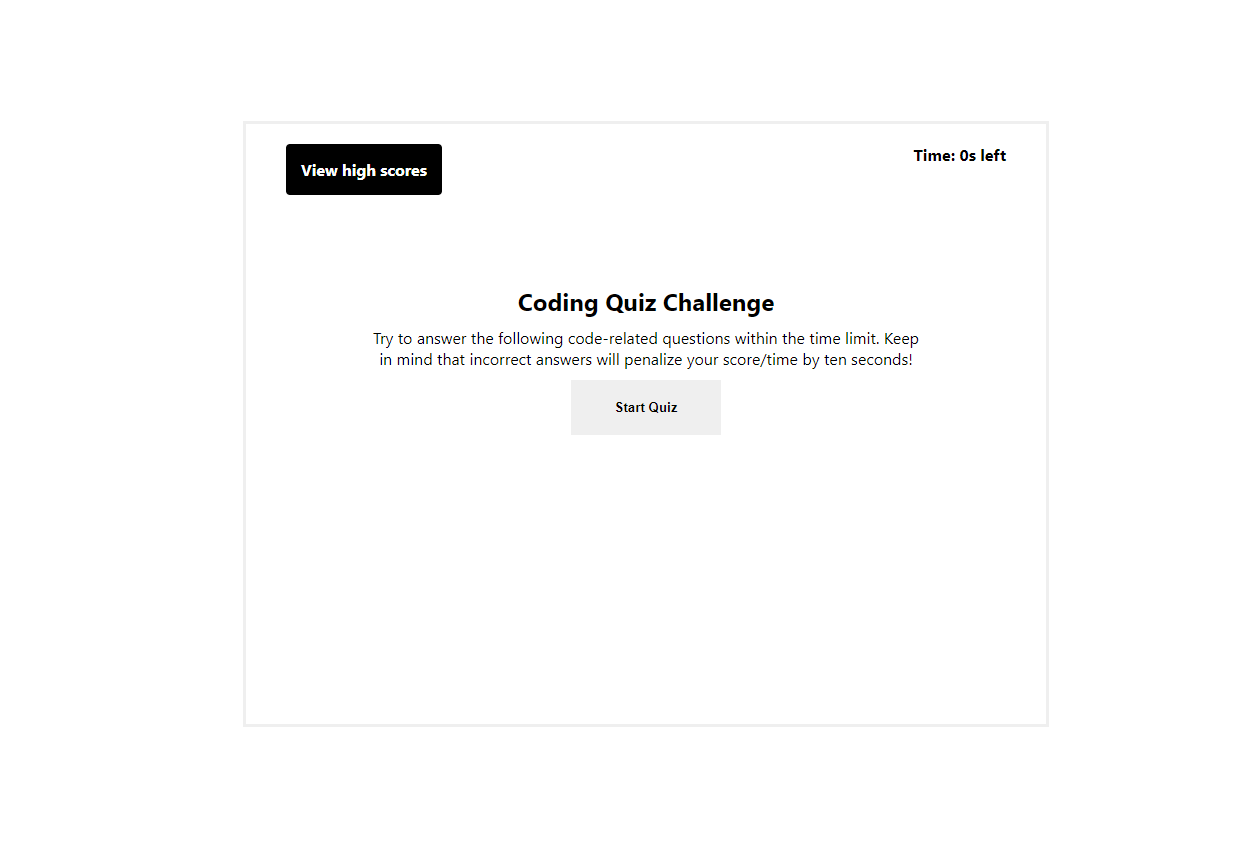 View high scores
Time: 0s left
Coding Quiz Challenge
Try to answer the following code-related questions within the time limit. Keep
in mind that incorrect answers will penalize your score/time by ten seconds!
Start Quiz